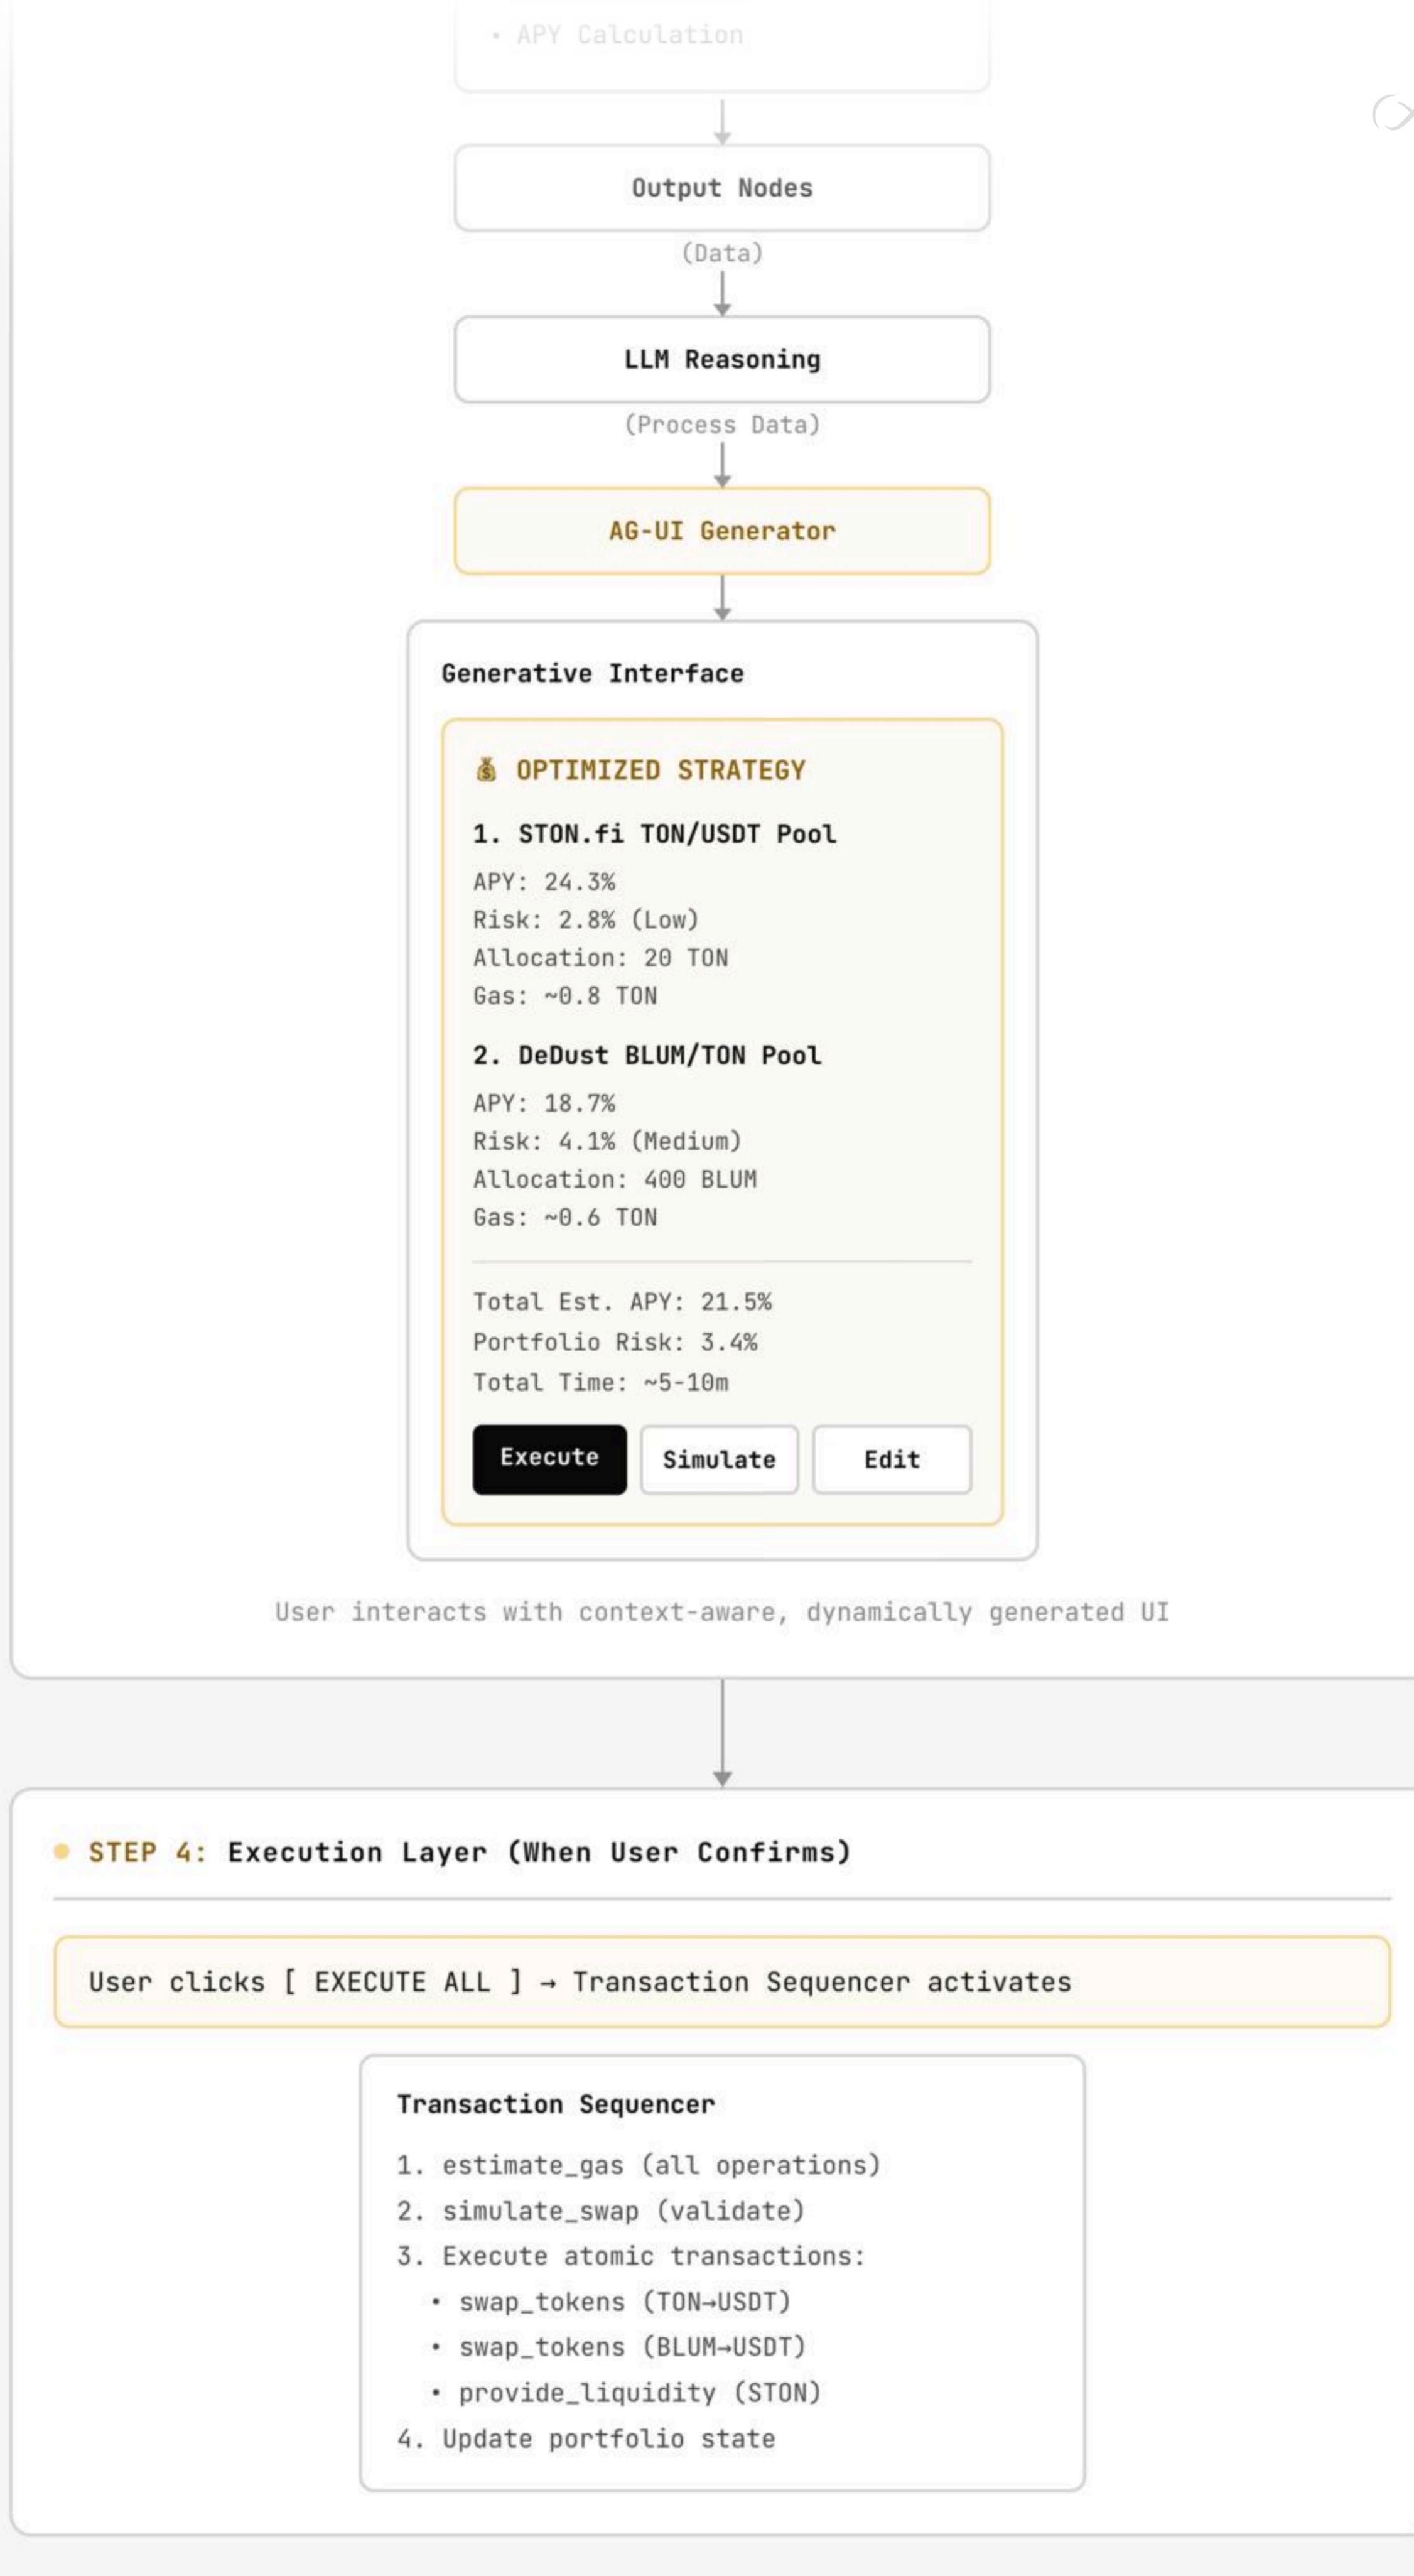 • APY Calculation
Output Nodes
(Data)
LLM Reasoning
(Process Data)
AG-UI Generator
Generative Interface
💰 OPTIMIZED STRATEGY
1. STON.fi TON/USDT Pool
APY: 24.3%
Risk: 2.8% (Low)
Allocation: 20 TON
Gas: ~0.8 TON
2. DeDust BLUM/TON Pool
APY: 18.7%
Risk: 4.1% (Medium)
Allocation: 400 BLUM
Gas: ~0.6 TON
Total Est. APY: 21.5%
Portfolio Risk: 3.4%
Total Time: ~5-10m
Execute Simulate Edit
User interacts with context-aware, dynamically generated UI
STEP 4: Execution Layer (When User Confirms)
User clicks [ EXECUTE ALL ] → Transaction Sequencer activates
Transaction Sequencer
1. estimate_gas (all operations)
2. simulate_swap (validate)
3. Execute atomic transactions:
• swap_tokens (TON→USDT)
• swap_tokens (BLUM→USDT)
• provide_liquidity (STON)
4. Update portfolio state